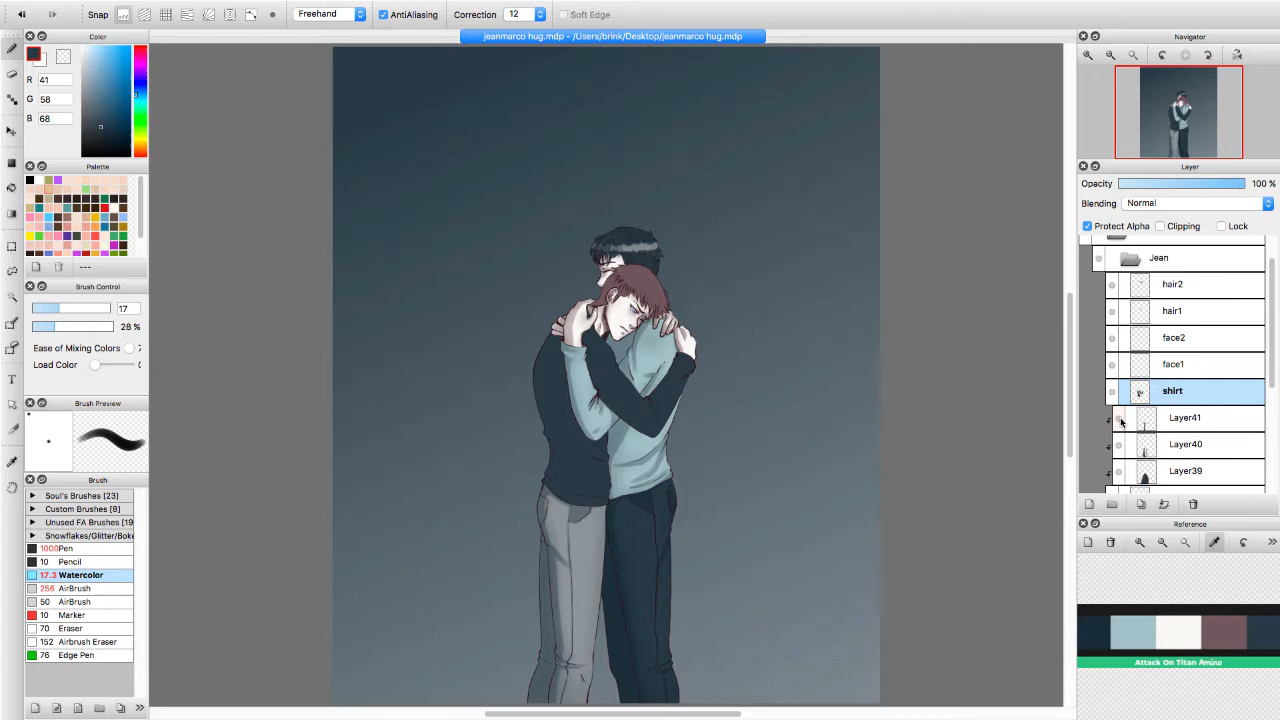 Snap
Freehand
AntiAliasing
Correction 12
Soft Edge
jeanmarco hug.mdp - /Users/brink/Desktop/jeanmarco hug.mdp
Color
R 41
G 58
B 68
Palette
---
Brush Control
17
28 %
Ease of Mixing Colors
Load Color
Brush Preview
Brush
Soul's Brushes [23]
Custom Brushes [8]
Unused FA Brushes [19
Snowflakes/Glitter/Boke
1000 Pen
10 Pencil
17.3 Watercolor
256 AirBrush
50 AirBrush
10 Marker
70 Eraser
152 Airbrush Eraser
76 Edge Pen
Navigator
Layer
Opacity 100 %
Blending Normal
Protect Alpha Clipping Lock
Jean
hair2
hair1
face2
face1
shirt
Layer41
Layer40
Layer39
Reference
Attack On Titan Amino